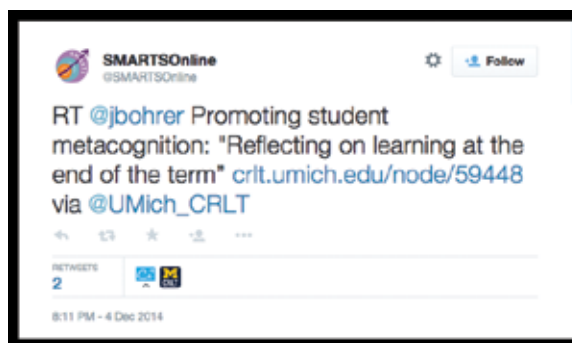 SMARTSOnline
@SMARTSOnline
Follow
RT @jbohrer Promoting student
metacognition: "Reflecting on learning at the
end of the term" crlt.umich.edu/node/59448
via @UMich_CRLT
RETWEETS
2
M
CRLT
8:11 PM - 4 Dec 2014